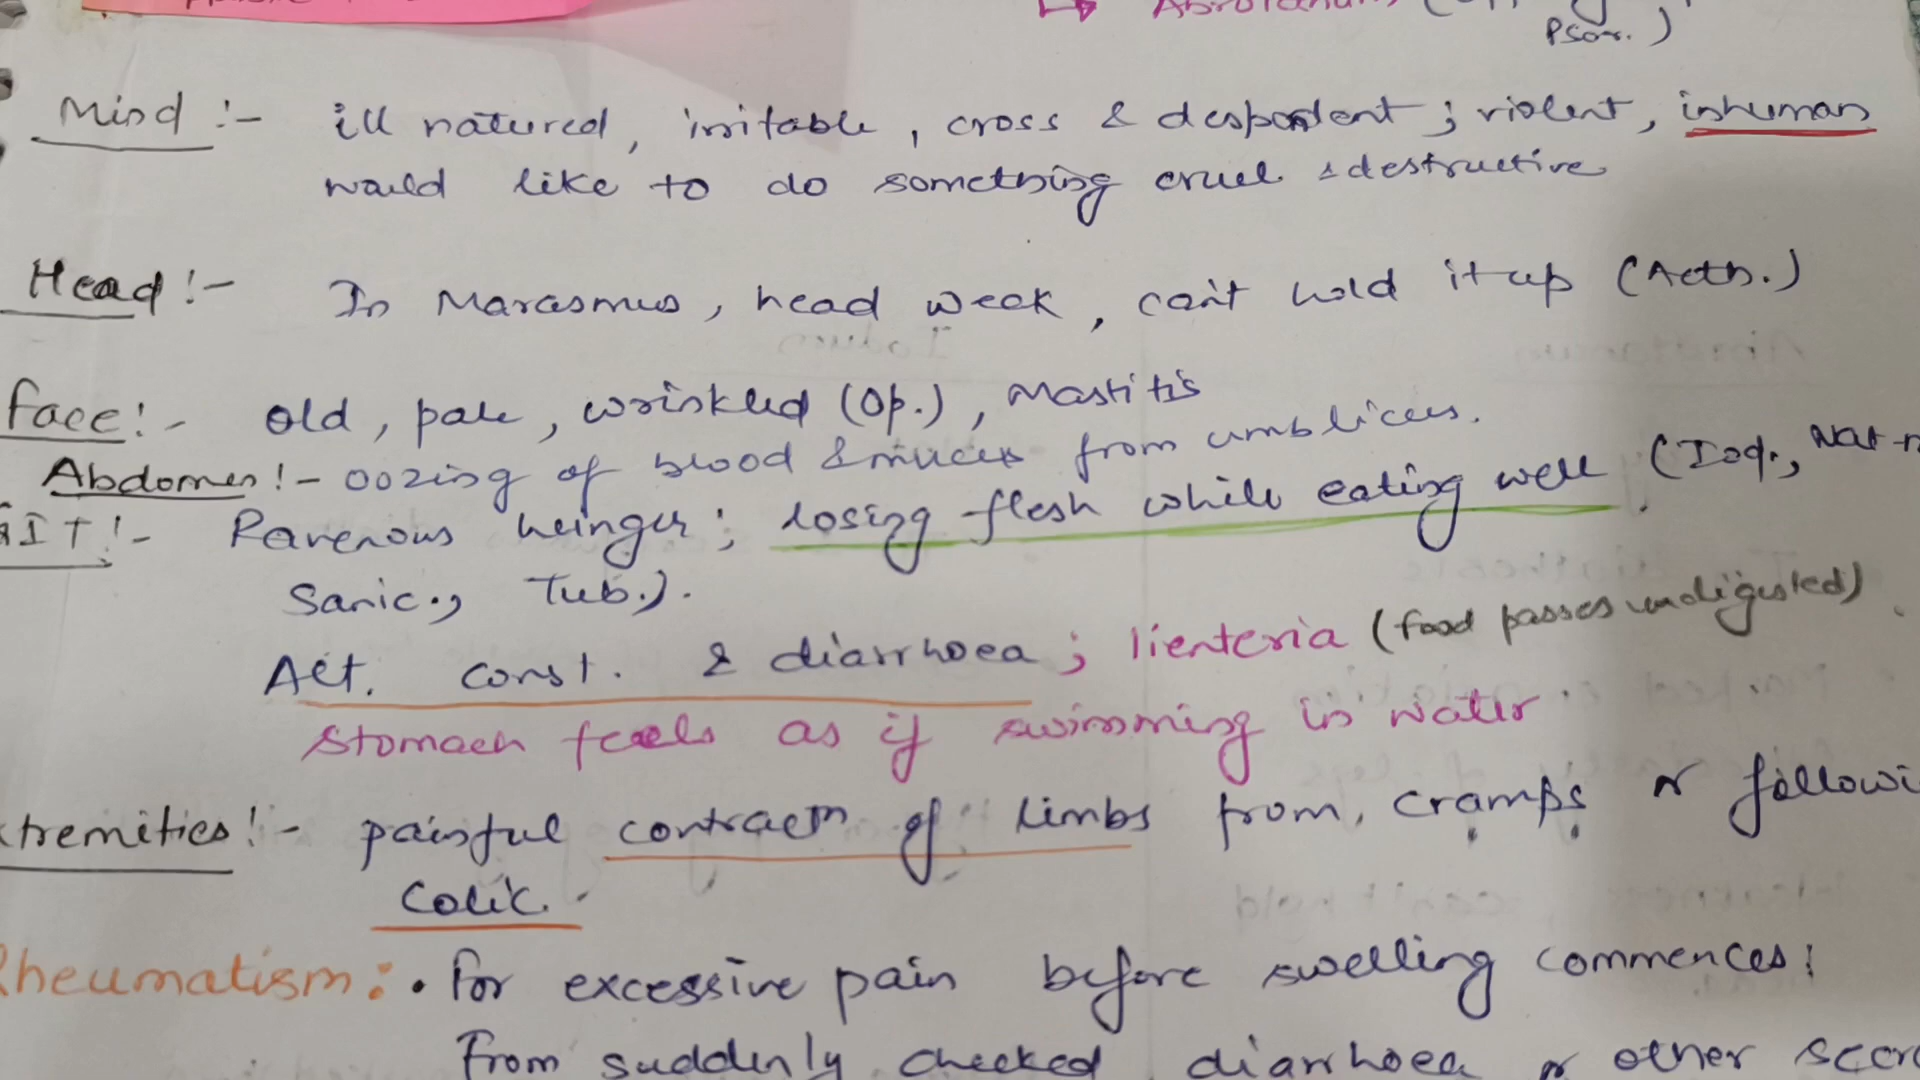 Abrotanum (
Psor. )
Mind :- ill natured, irritable, cross & despondent ; violent, inhuman
would like to do something cruel & destructive
Head :- In Marasmus, head weak, can't hold it up (Aeth.)
Face :- old, pale, wrinkled (Op.), Mastitis
Abdomen :- oozing of blood & mucus from umblicus.
GIT :- Ravenous hunger ; losing flesh while eating well (Iod., Nat-m
Sanic., Tub.).
Alt. const. & diarrhoea ; lienteria (food passes undigested)
Stomach feels as if swimming in water
xtremities :- painful contracn of limbs from cramps or followi
Colic.
Rheumatism : • For excessive pain before swelling commences ;
From suddenly checked diarrhoea or other secr